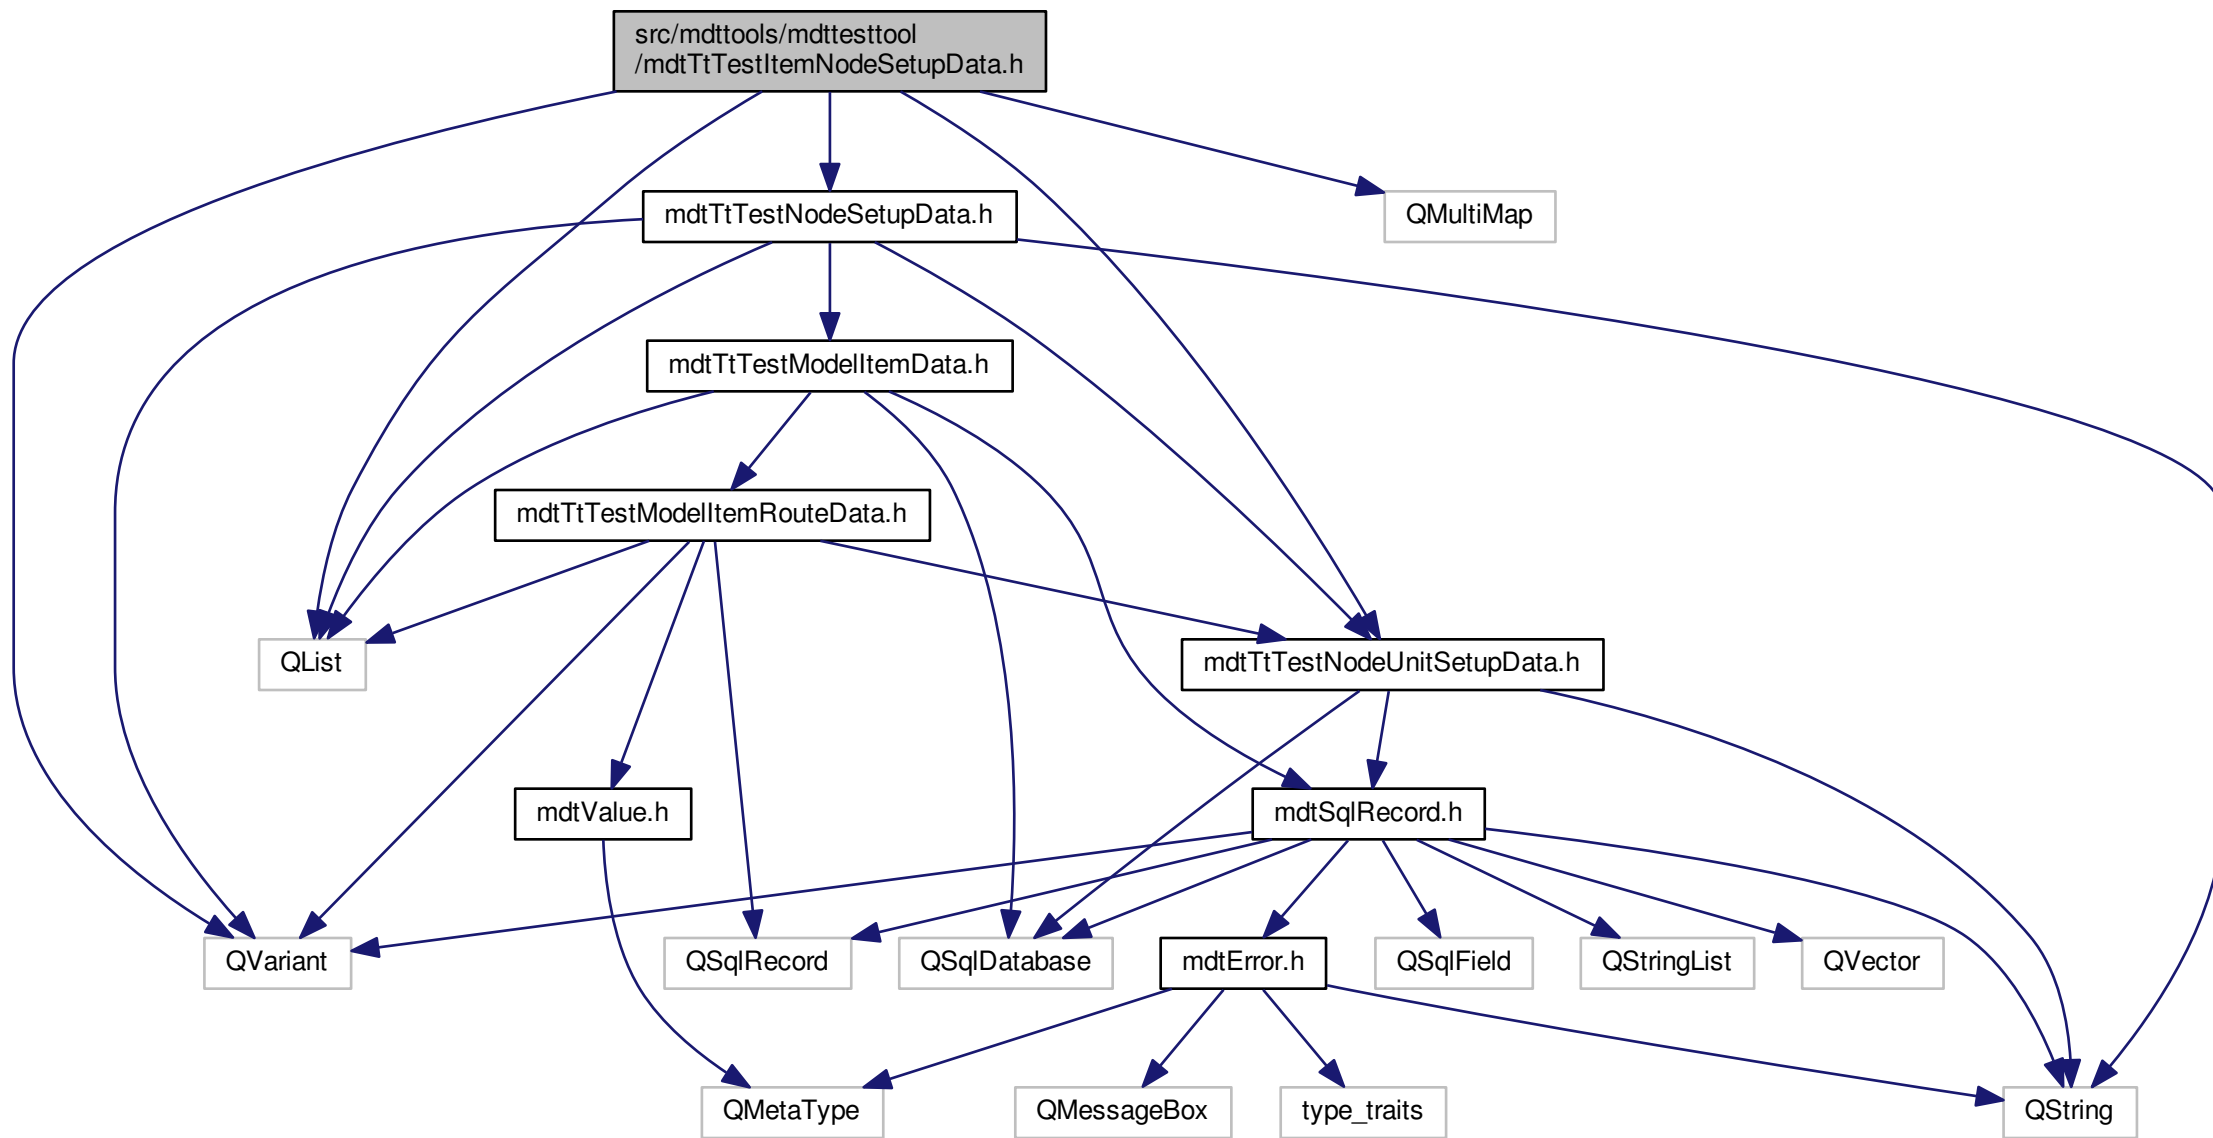 src/mdttools/mdttesttool
/mdtTtTestItemNodeSetupData.h
mdtTtTestNodeSetupData.h
QMultiMap
mdtTtTestModelItemData.h
mdtTtTestModelItemRouteData.h
QList
mdtTtTestNodeUnitSetupData.h
mdtValue.h
mdtSqlRecord.h
QVariant
QSqlRecord
QSqlDatabase
mdtError.h
QSqlField
QStringList
QVector
QMetaType
QMessageBox
type_traits
QString